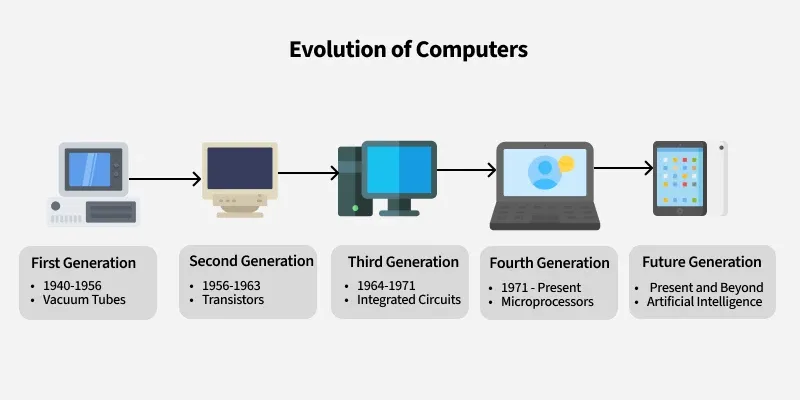 Evolution of Computers
First Generation
• 1940-1956
• Vacuum Tubes
Second Generation
• 1956-1963
• Transistors
Third Generation
• 1964-1971
• Integrated Circuits
Fourth Generation
• 1971 - Present
• Microprocessors
Future Generation
• Present and Beyond
• Artificial Intelligence